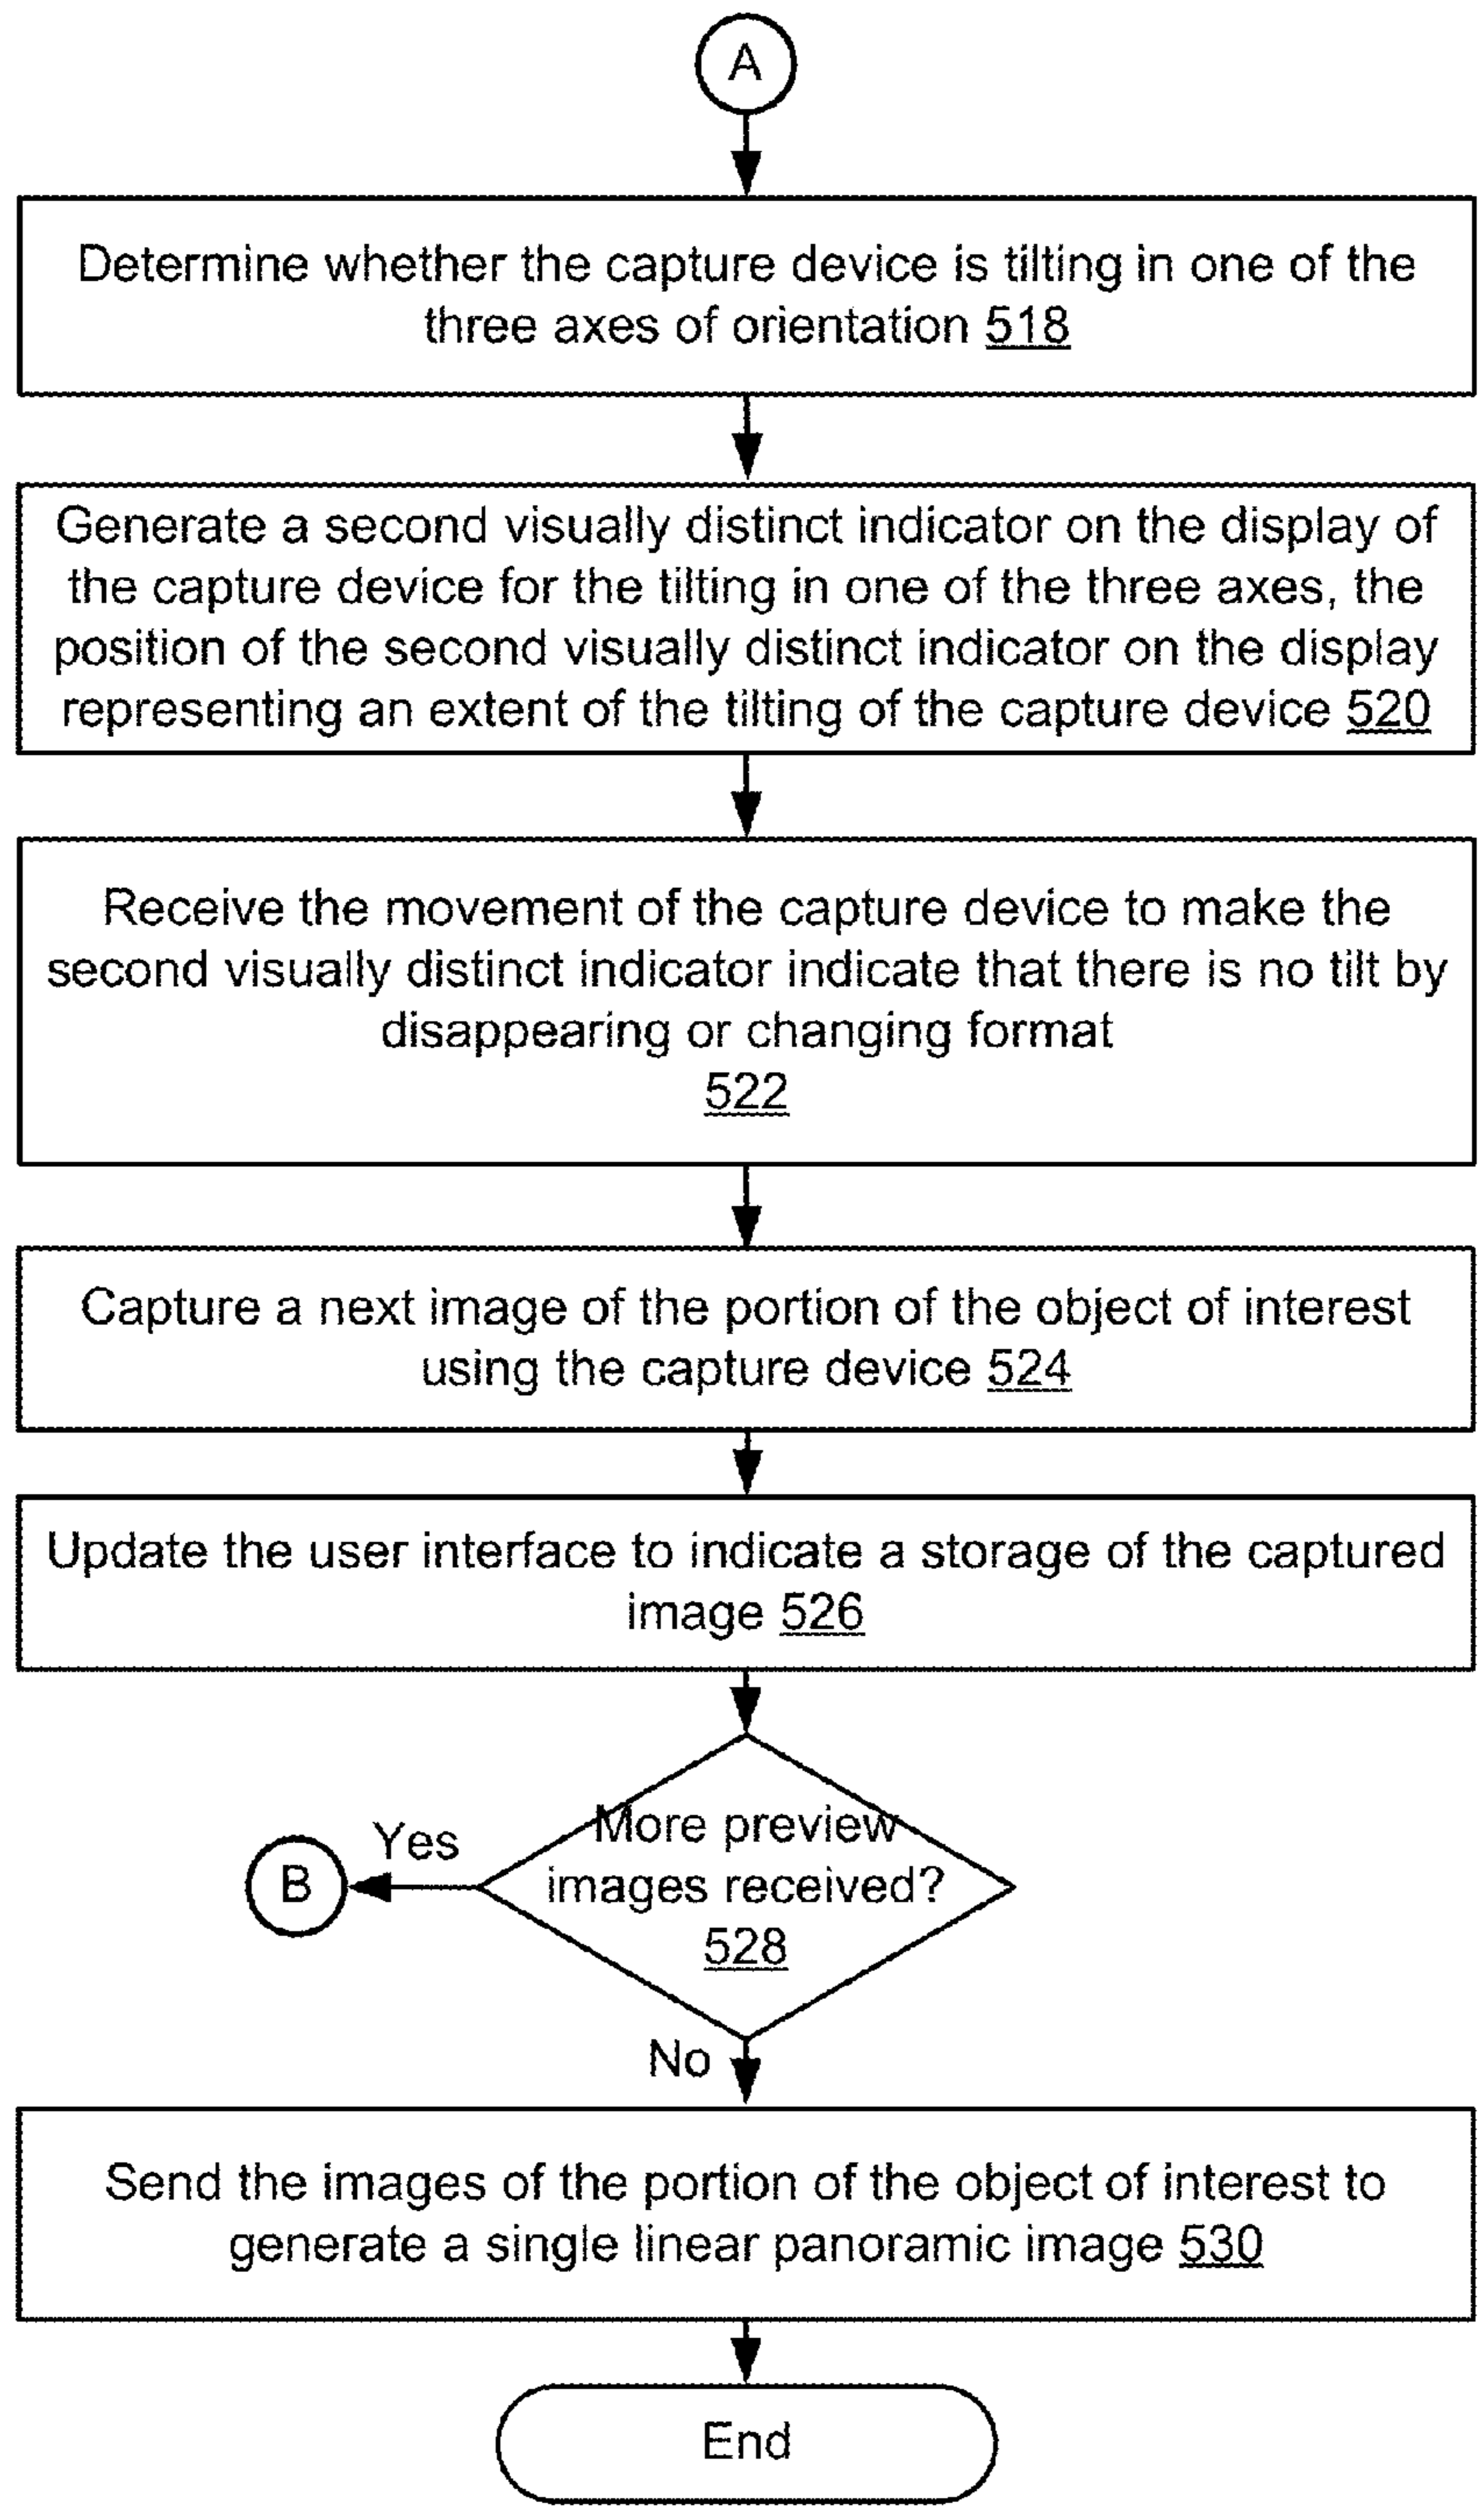 A
Determine whether the capture device is tilting in one of the
three axes of orientation 518
Generate a second visually distinct indicator on the display of
the capture device for the tilting in one of the three axes, the
position of the second visually distinct indicator on the display
representing an extent of the tilting of the capture device 520
Receive the movement of the capture device to make the
second visually distinct indicator indicate that there is no tilt by
disappearing or changing format
522
Capture a next image of the portion of the object of interest
using the capture device 524
Update the user interface to indicate a storage of the captured
image 526
More preview
images received?
528
Yes
B
No
Send the images of the portion of the object of interest to
generate a single linear panoramic image 530
End